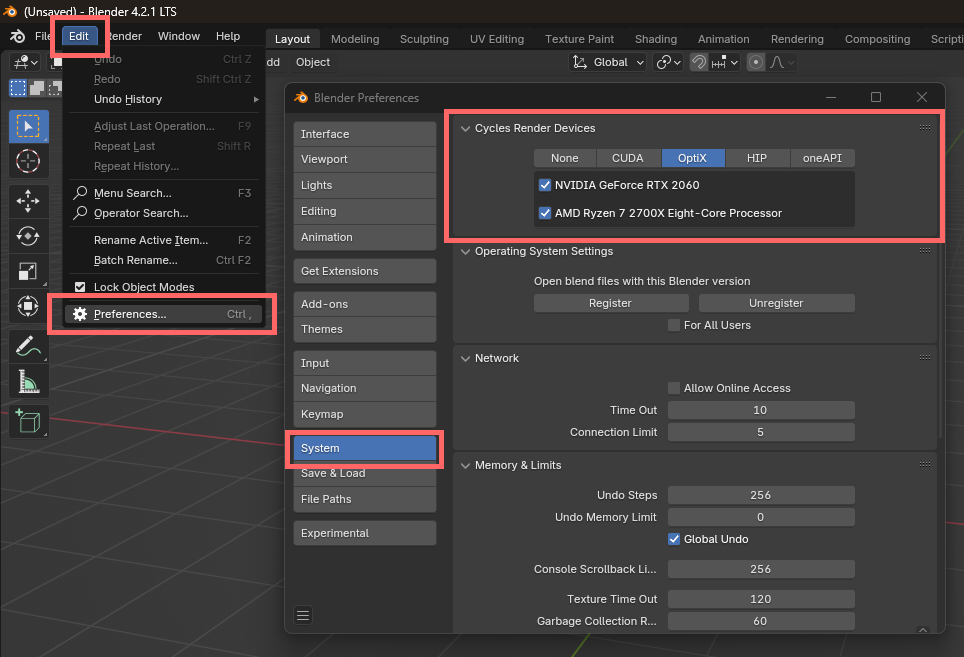 (Unsaved) - Blender 4.2.1 LTS
File Edit Render Window Help Layout Modeling Sculpting UV Editing Texture Paint Shading Animation Rendering Compositing
Object Global
Undo Ctrl Z
Redo Shift Ctrl Z
Undo History
Adjust Last Operation... F9
Repeat Last Shift R
Repeat History...
Menu Search... F3
Operator Search...
Rename Active Item... F2
Batch Rename... Ctrl F2
Lock Object Modes
Preferences... Ctrl ,
Blender Preferences
Interface
Viewport
Lights
Editing
Animation
Get Extensions
Add-ons
Themes
Input
Navigation
Keymap
System
Save & Load
File Paths
Experimental
Cycles Render Devices
None CUDA OptiX HIP oneAPI
NVIDIA GeForce RTX 2060
AMD Ryzen 7 2700X Eight-Core Processor
Operating System Settings
Open blend files with this Blender version
Register Unregister
For All Users
Network
Allow Online Access
Time Out 10
Connection Limit 5
Memory & Limits
Undo Steps 256
Undo Memory Limit 0
Global Undo
Console Scrollback Li... 256
Texture Time Out 120
Garbage Collection R... 60